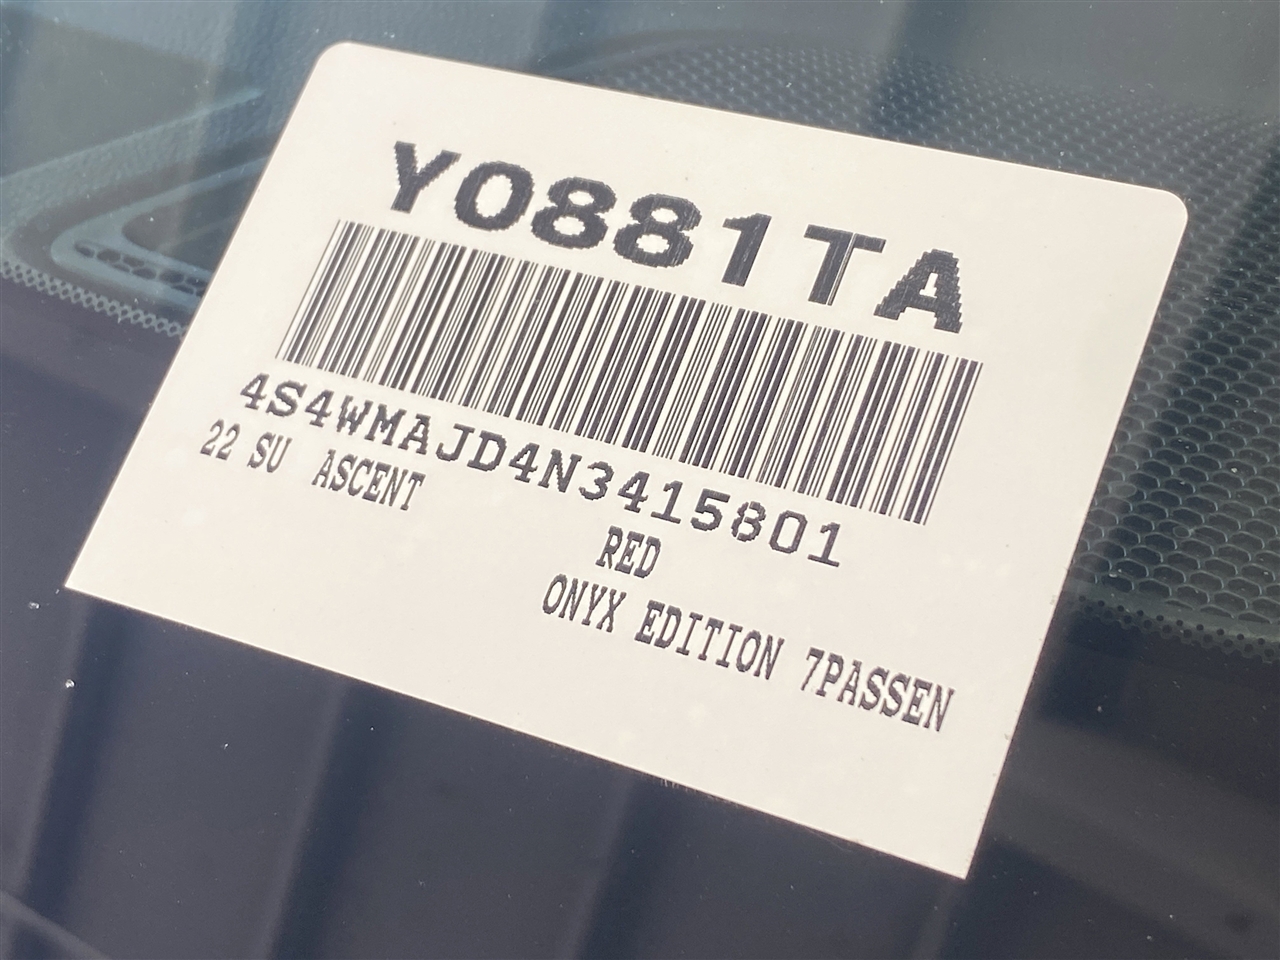 Y0881TA
4S4WMAJD4N3415801
22 SU ASCENT
RED
ONYX EDITION 7PASSEN